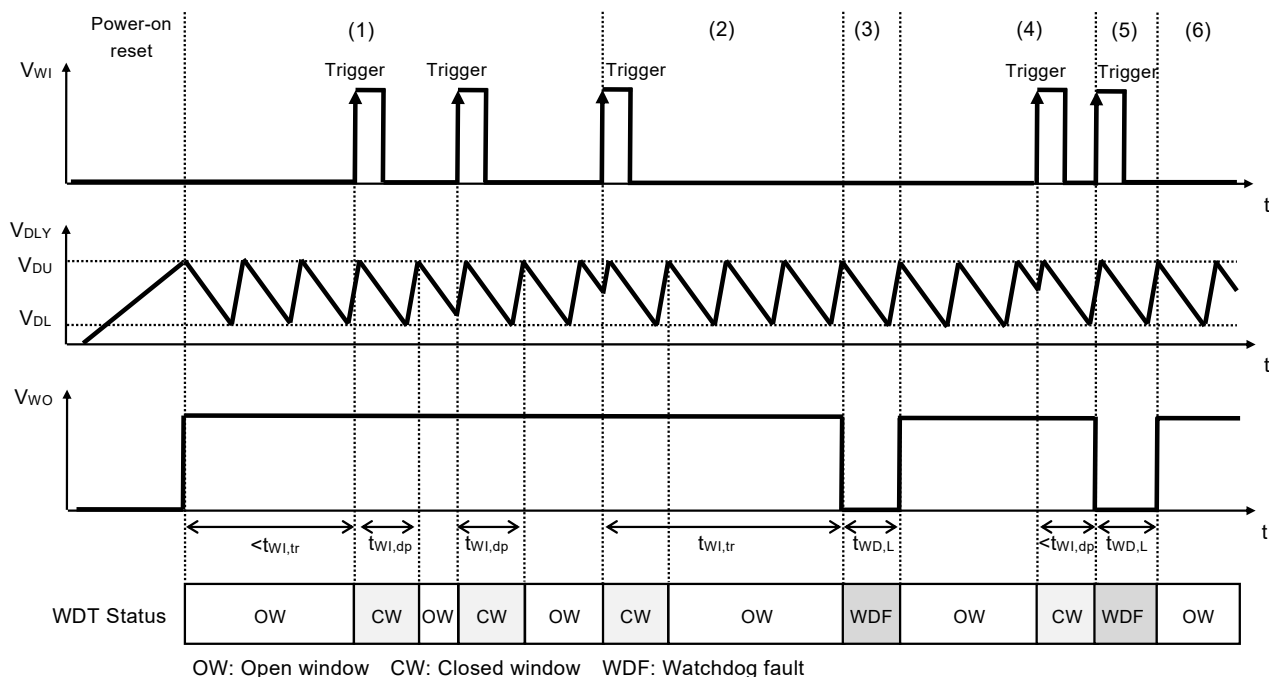 Power-on
reset
(1)
(2)
(3)
(4)
(5)
(6)
VWI
Trigger
Trigger
Trigger
Trigger
Trigger
t
VDLY
VDU
VDL
t
VWO
t
<tWI,tr
tWI,dp
tWI,dp
tWI,tr
tWD,L
<tWI,dp
tWD,L
WDT Status
OW
CW
OW
CW
OW
CW
OW
WDF
OW
CW
WDF
OW
OW: Open window CW: Closed window WDF: Watchdog fault